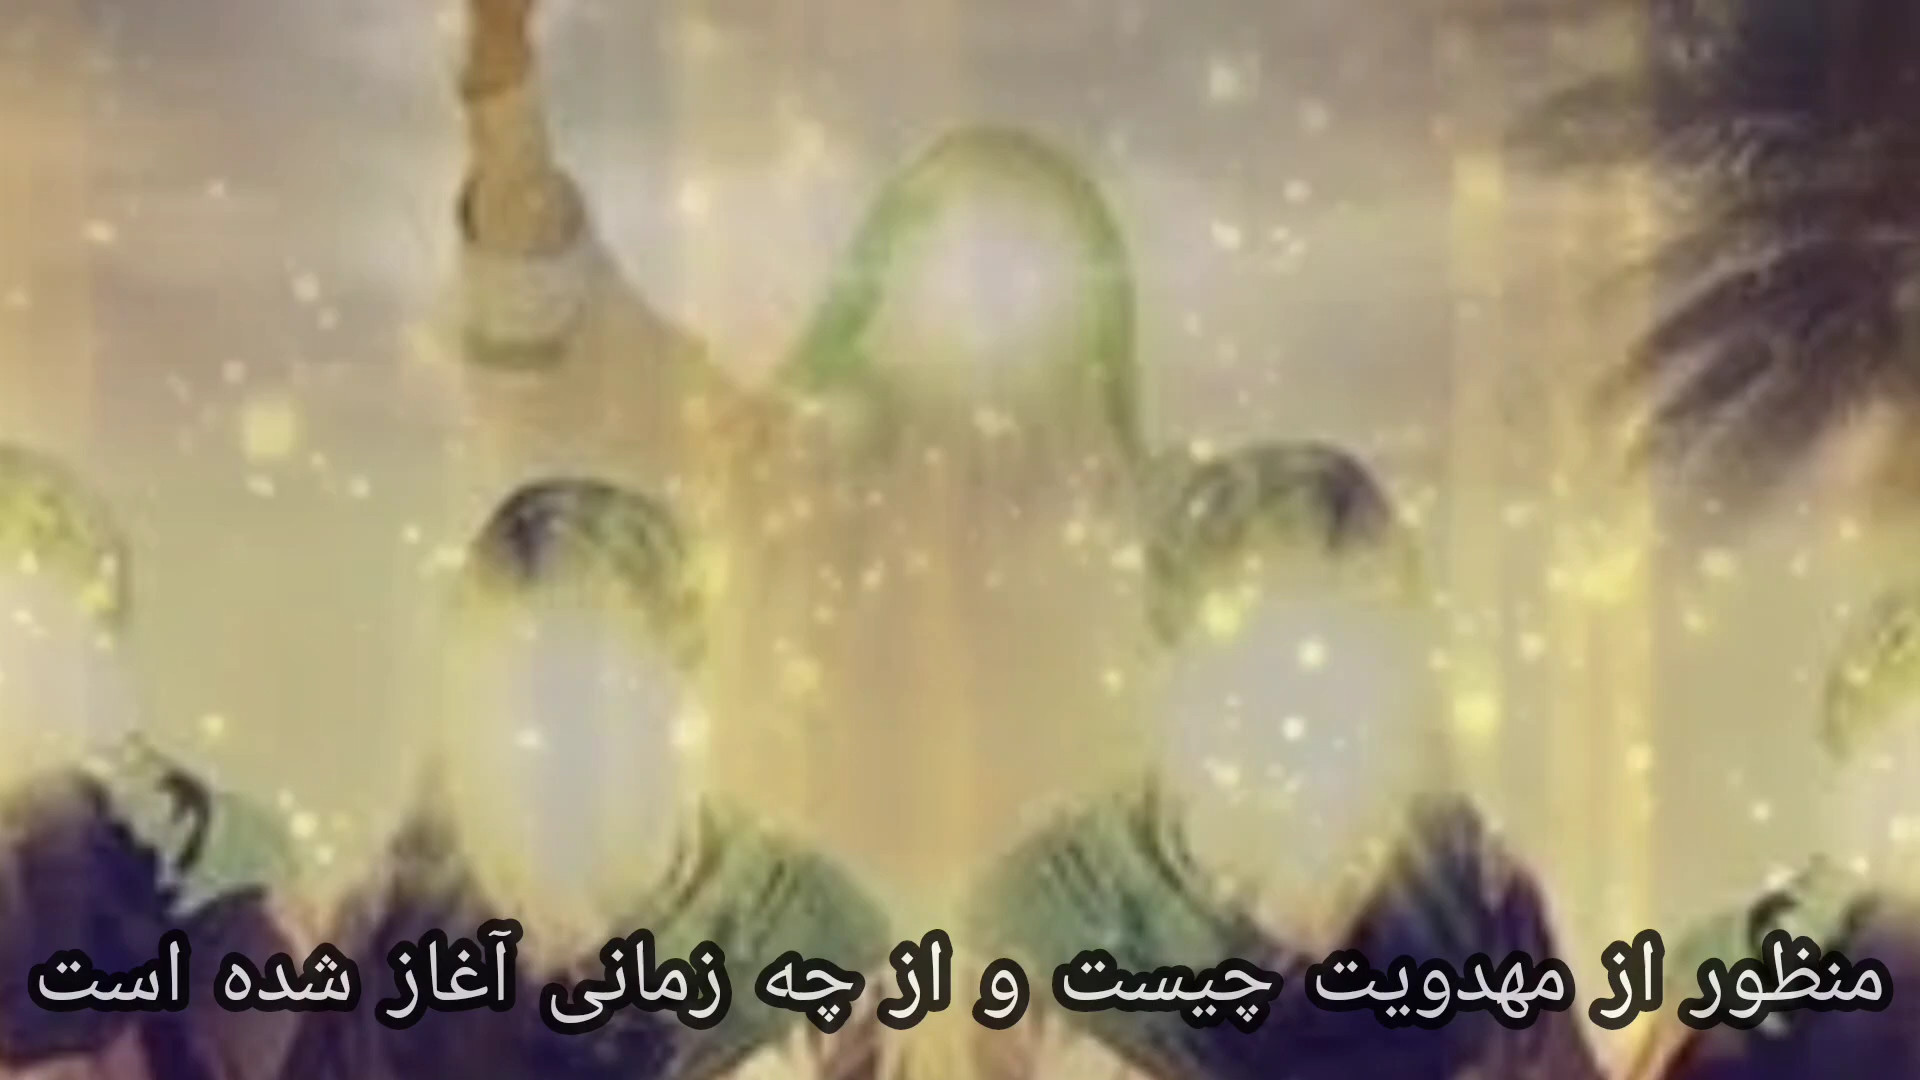 منظور از مهدویت چیست و از چه زمانی آغاز شده است